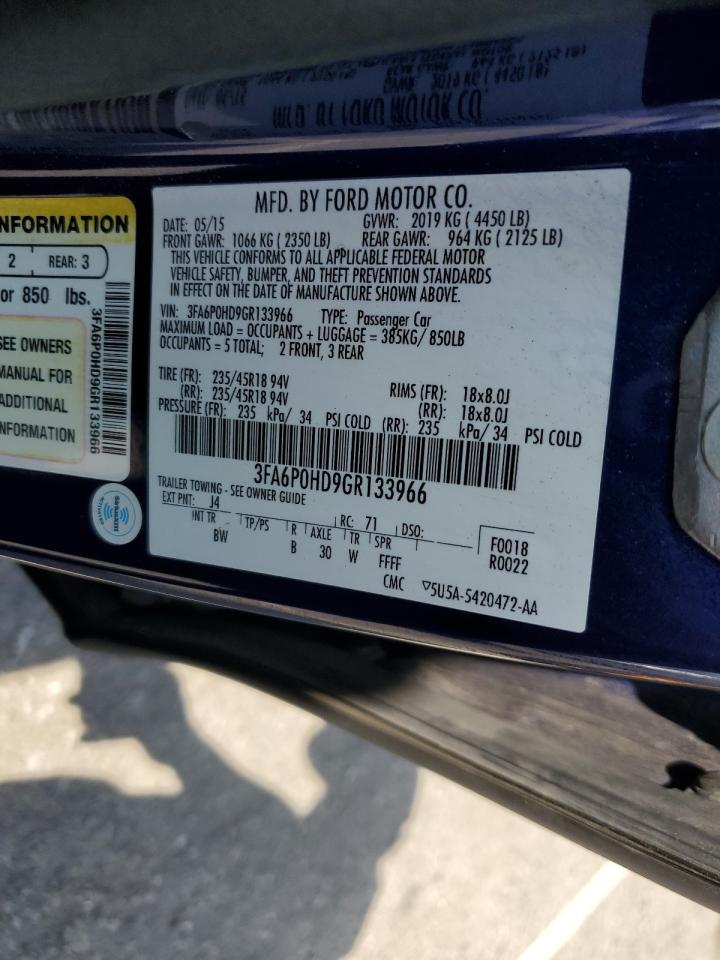 MFD. BY FORD MOTOR CO.
DATE: 05/15 GVWR: 2019 KG ( 4450 LB)
FRONT GAWR: 1066 KG ( 2350 LB) REAR GAWR: 964 KG ( 2125 LB)
THIS VEHICLE CONFORMS TO ALL APPLICABLE FEDERAL MOTOR
VEHICLE SAFETY, BUMPER, AND THEFT PREVENTION STANDARDS
IN EFFECT ON THE DATE OF MANUFACTURE SHOWN ABOVE.
VIN: 3FA6P0HD9GR133966 TYPE: Passenger Car
MAXIMUM LOAD = OCCUPANTS + LUGGAGE = 385KG/ 850LB
OCCUPANTS = 5 TOTAL; 2 FRONT, 3 REAR
TIRE (FR): 235/45R18 94V RIMS (FR): 18x8.0J
(RR): 235/45R18 94V (RR): 18x8.0J
PRESSURE (FR): 235 kPa/ 34 PSI COLD (RR): 235 kPa/ 34 PSI COLD
3FA6P0HD9GR133966
TRAILER TOWING - SEE OWNER GUIDE
EXT PNT: J4 RC: 71 DSO: F0018
INT TR TP/PS R AXLE TR SPR R0022
BW B 30 W FFFF
CMC ▽5U5A-5420472-AA
NFORMATION
2 REAR: 3
or 850 lbs.
SEE OWNERS
MANUAL FOR
ADDITIONAL
INFORMATION
3FA6P0HD9GR133966